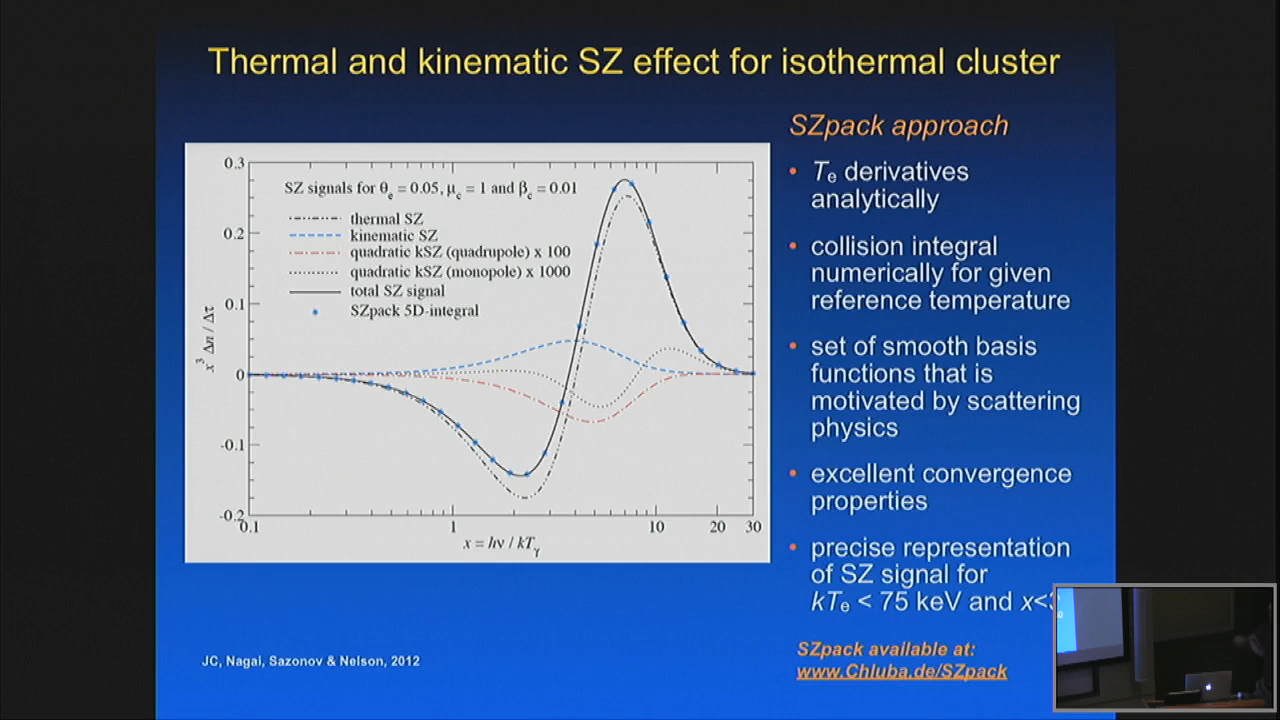 Thermal and kinematic SZ effect for isothermal cluster
SZpack approach
• Te derivatives
analytically
• collision integral
numerically for given
reference temperature
• set of smooth basis
functions that is
motivated by scattering
physics
• excellent convergence
properties
• precise representation
of SZ signal for
kTe < 75 keV and x<
SZpack available at:
www.Chluba.de/SZpack
0.3
0.2
0.1
0
-0.1
-0.2
x³ Δn / Δτ
SZ signals for θe = 0.05, μc = 1 and βc = 0.01
thermal SZ
kinematic SZ
quadratic kSZ (quadrupole) x 100
quadratic kSZ (monopole) x 1000
total SZ signal
SZpack 5D-integral
0.1 1 10 20 30
x = hν / kTγ
JC, Nagai, Sazonov & Nelson, 2012